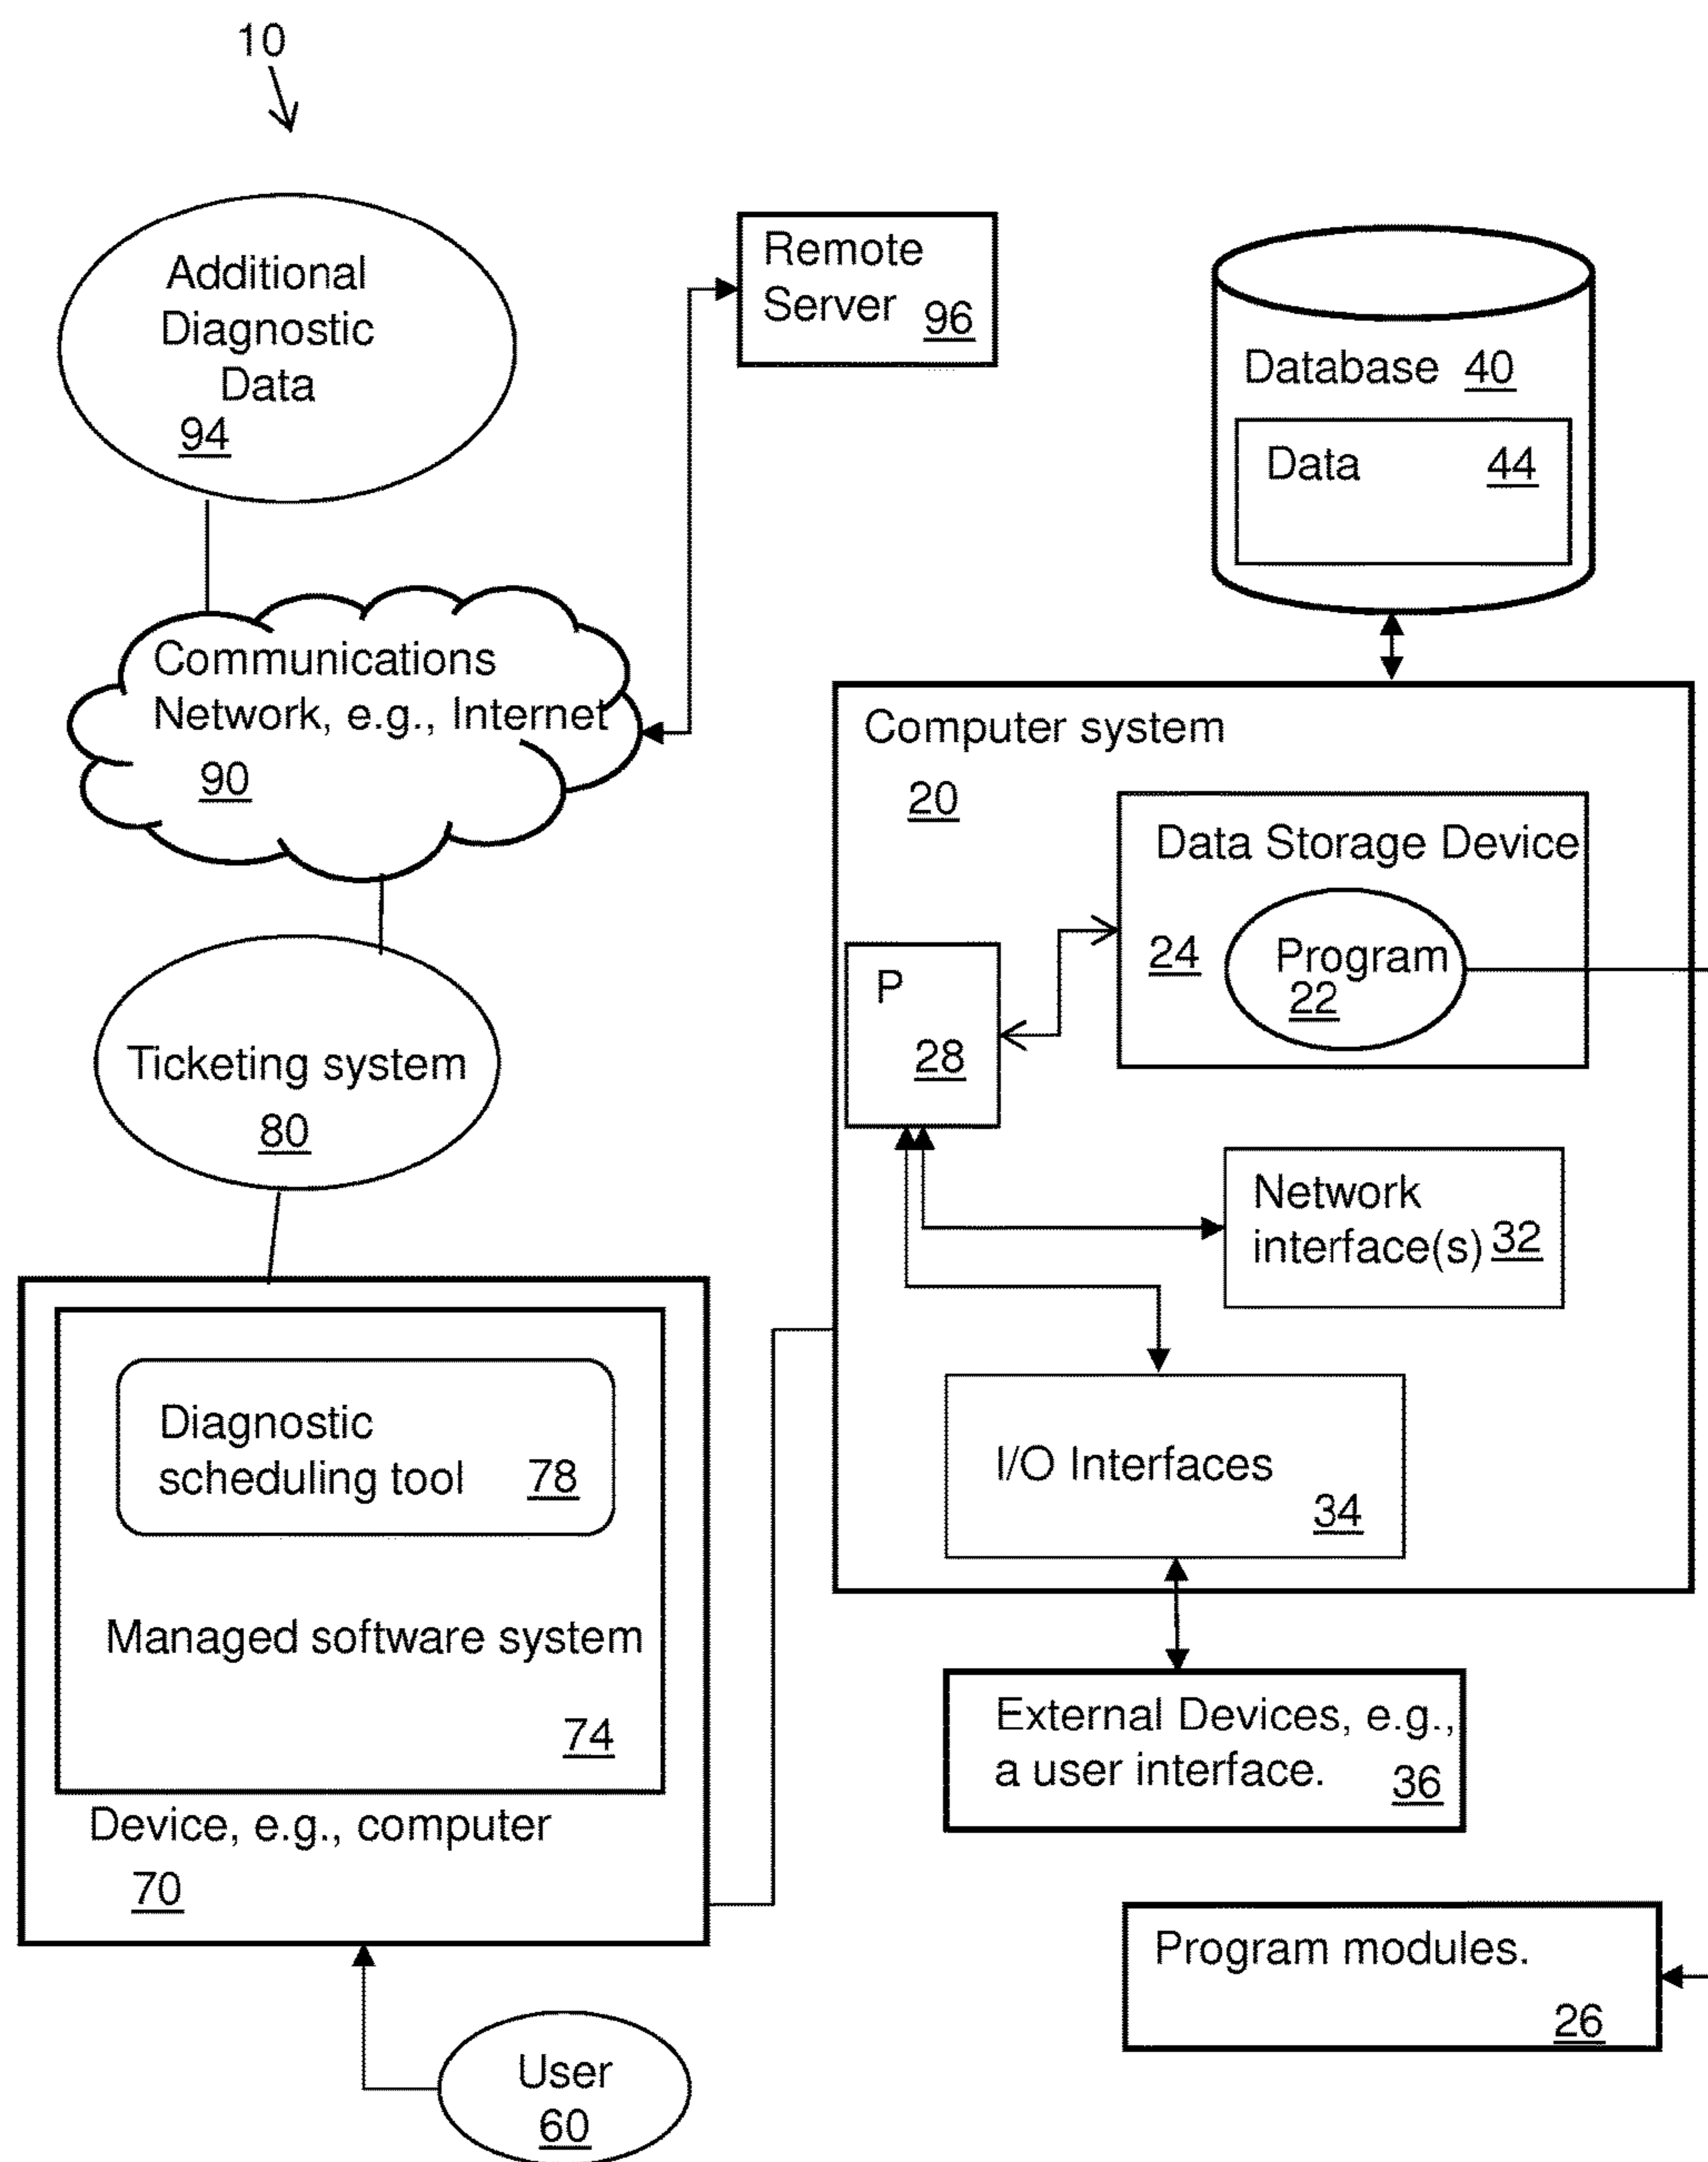 10
Additional
Diagnostic
Data
94
Remote
Server 96
Database 40
Data 44
Communications
Network, e.g., Internet
90
Computer system
20
Data Storage Device
24
Program
22
P
28
Ticketing system
80
Network
interface(s) 32
Diagnostic
scheduling tool 78
I/O Interfaces
34
Managed software system
74
External Devices, e.g.,
a user interface. 36
Device, e.g., computer
70
Program modules.
26
User
60